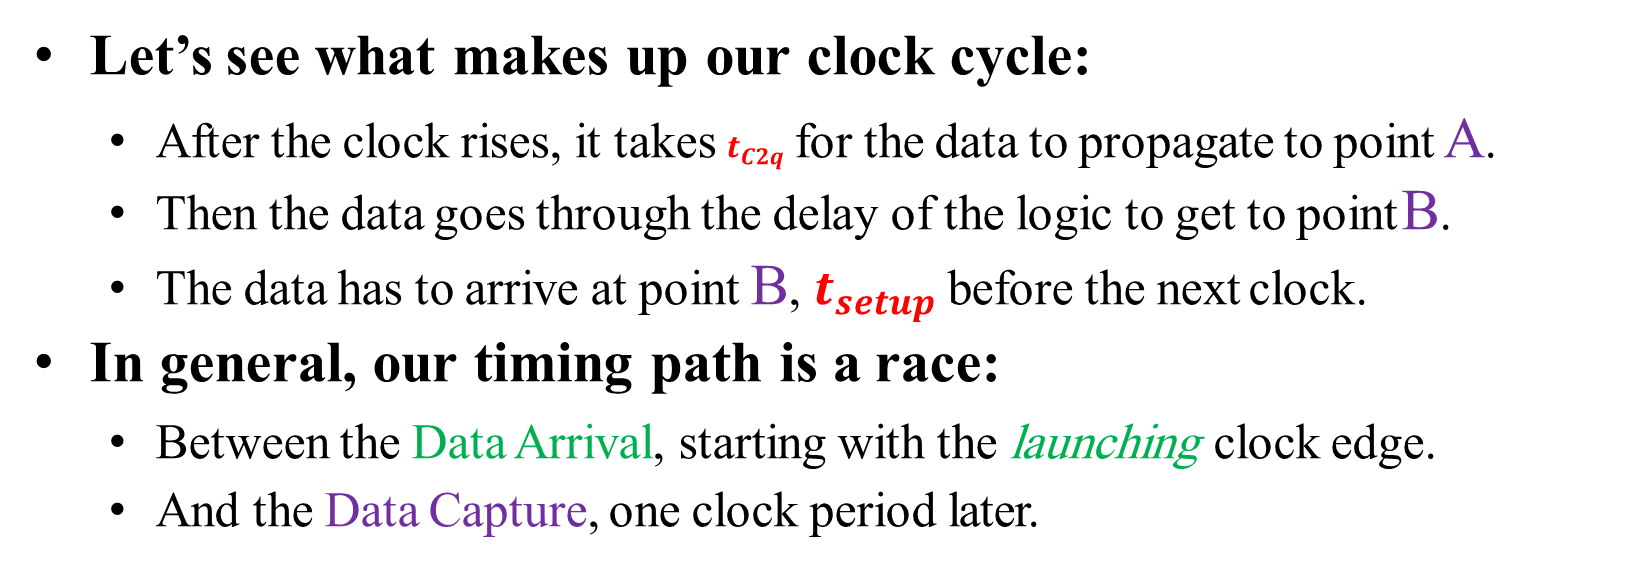 • Let’s see what makes up our clock cycle:
• After the clock rises, it takes t_C2q for the data to propagate to point A.
• Then the data goes through the delay of the logic to get to point B.
• The data has to arrive at point B, t_setup before the next clock.
• In general, our timing path is a race:
• Between the Data Arrival, starting with the launching clock edge.
• And the Data Capture, one clock period later.